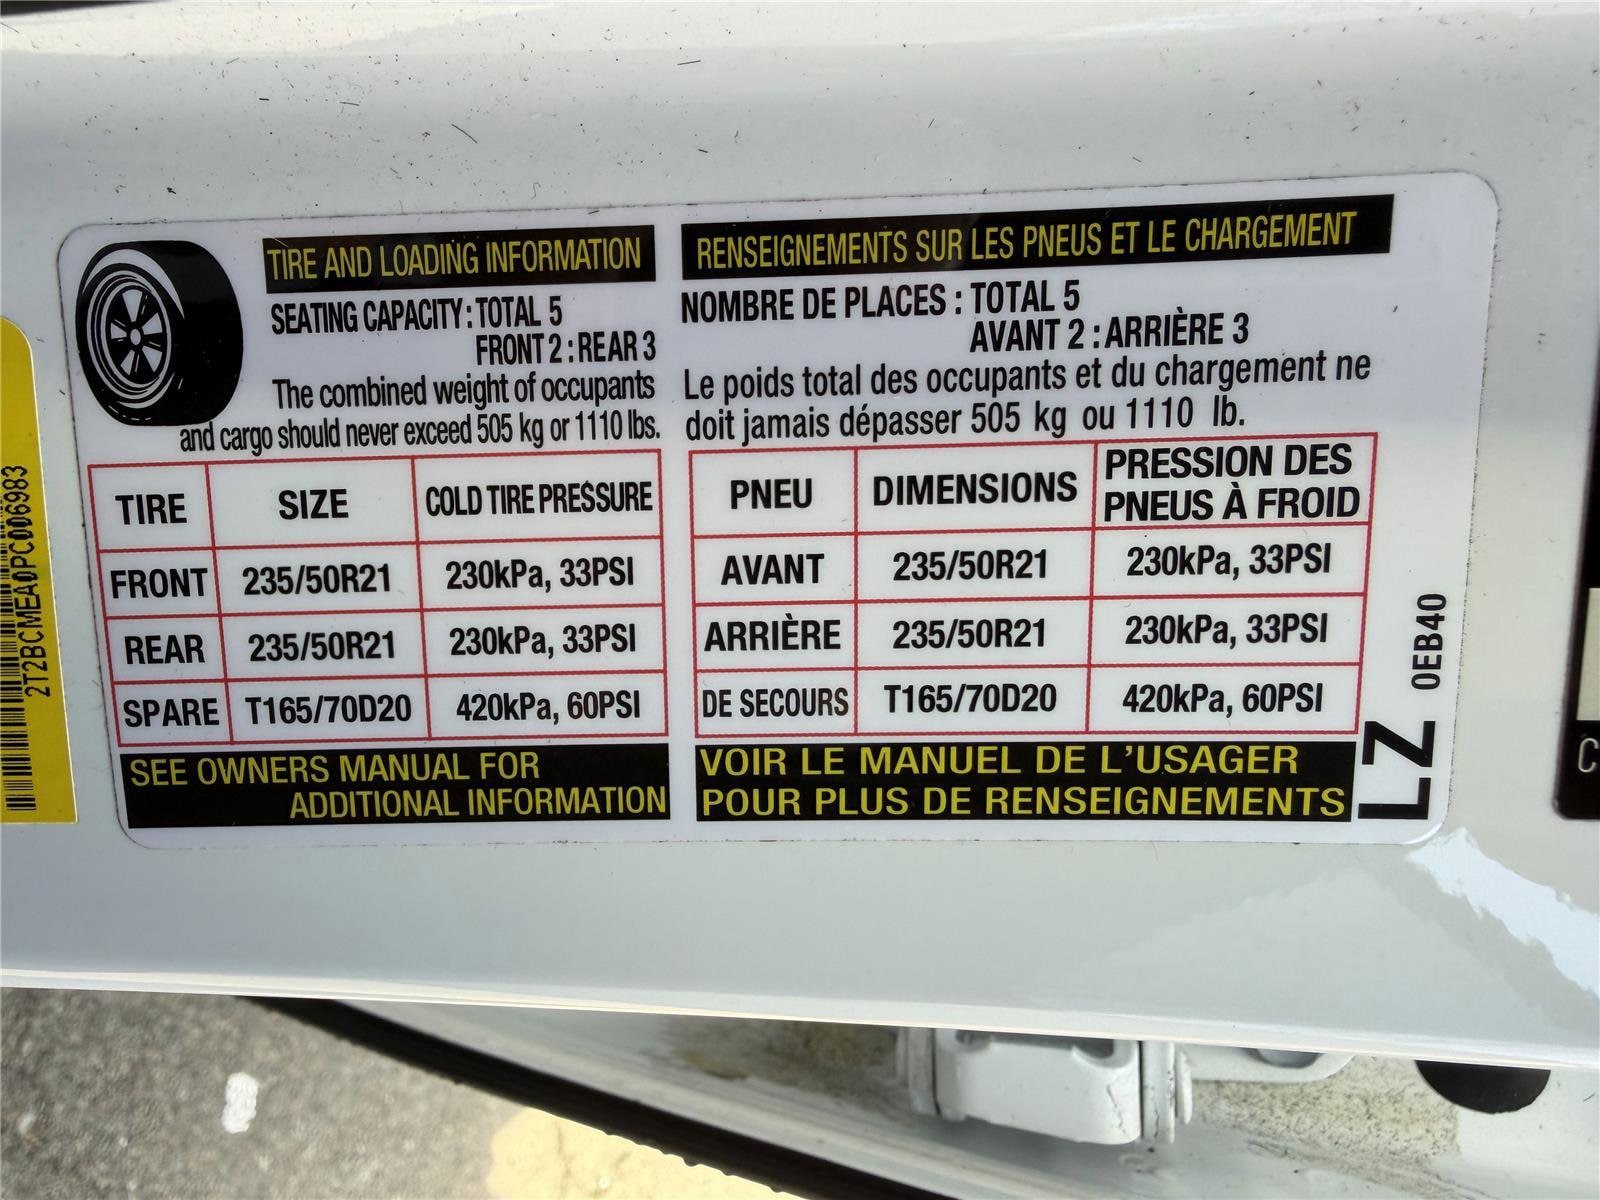 TIRE AND LOADING INFORMATION
SEATING CAPACITY : TOTAL 5
FRONT 2 : REAR 3
The combined weight of occupants
and cargo should never exceed 505 kg or 1110 lbs.
TIRE SIZE COLD TIRE PRESSURE
FRONT 235/50R21 230kPa, 33PSI
REAR 235/50R21 230kPa, 33PSI
SPARE T165/70D20 420kPa, 60PSI
SEE OWNERS MANUAL FOR
ADDITIONAL INFORMATION
RENSEIGNEMENTS SUR LES PNEUS ET LE CHARGEMENT
NOMBRE DE PLACES : TOTAL 5
AVANT 2 : ARRIÈRE 3
Le poids total des occupants et du chargement ne
doit jamais dépasser 505 kg ou 1110 lb.
PNEU DIMENSIONS PRESSION DES
PNEUS À FROID
AVANT 235/50R21 230kPa, 33PSI
ARRIÈRE 235/50R21 230kPa, 33PSI
DE SECOURS T165/70D20 420kPa, 60PSI
VOIR LE MANUEL DE L'USAGER
POUR PLUS DE RENSEIGNEMENTS
LZ 0EB40
2T2BCMEA0PC006983
C